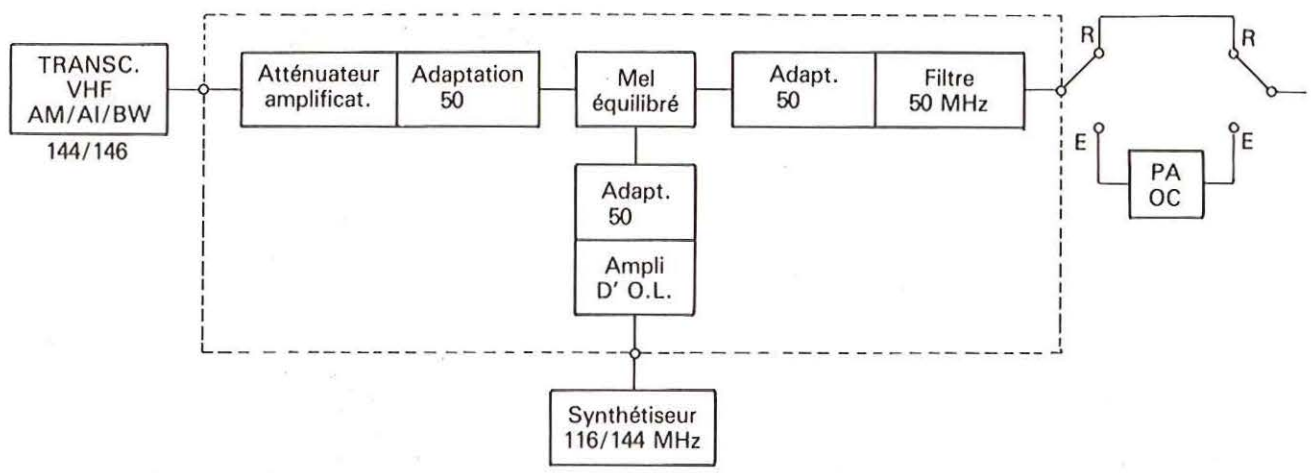 TRANSC.
VHF
AM/AI/BW
144/146
Atténuateur
amplificat.
Adaptation
50
Mel
équilibré
Adapt.
50
Filtre
50 MHz
R
R
E
E
PA
OC
Adapt.
50
Ampli
D' O.L.
Synthétiseur
116/144 MHz